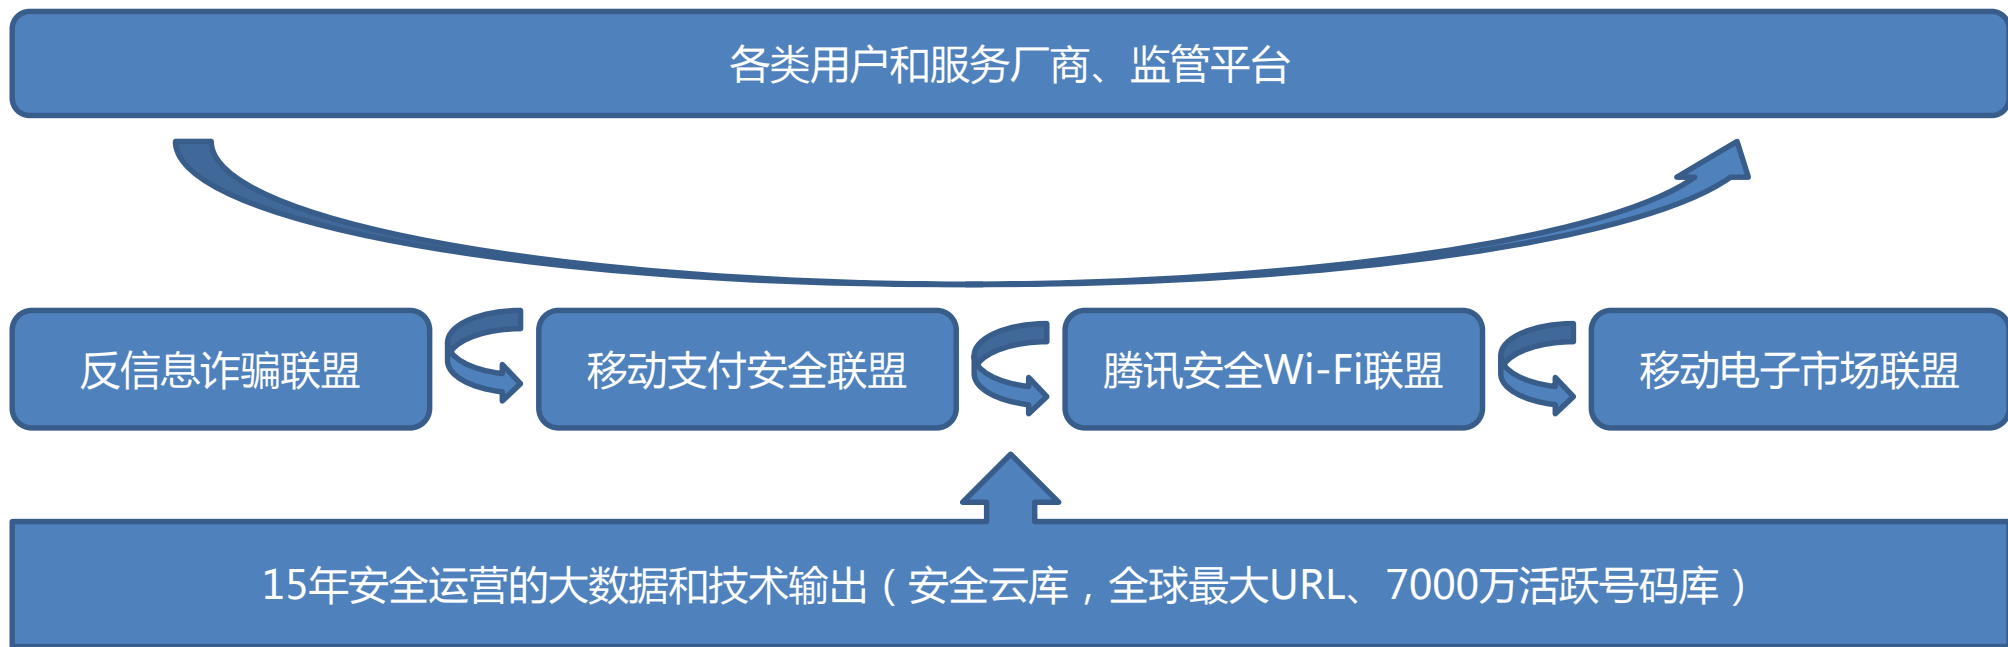 各类用户和服务厂商、监管平台
反信息诈骗联盟
移动支付安全联盟
腾讯安全Wi-Fi联盟
移动电子市场联盟
15年安全运营的大数据和技术输出（安全云库，全球最大URL、7000万活跃号码库）